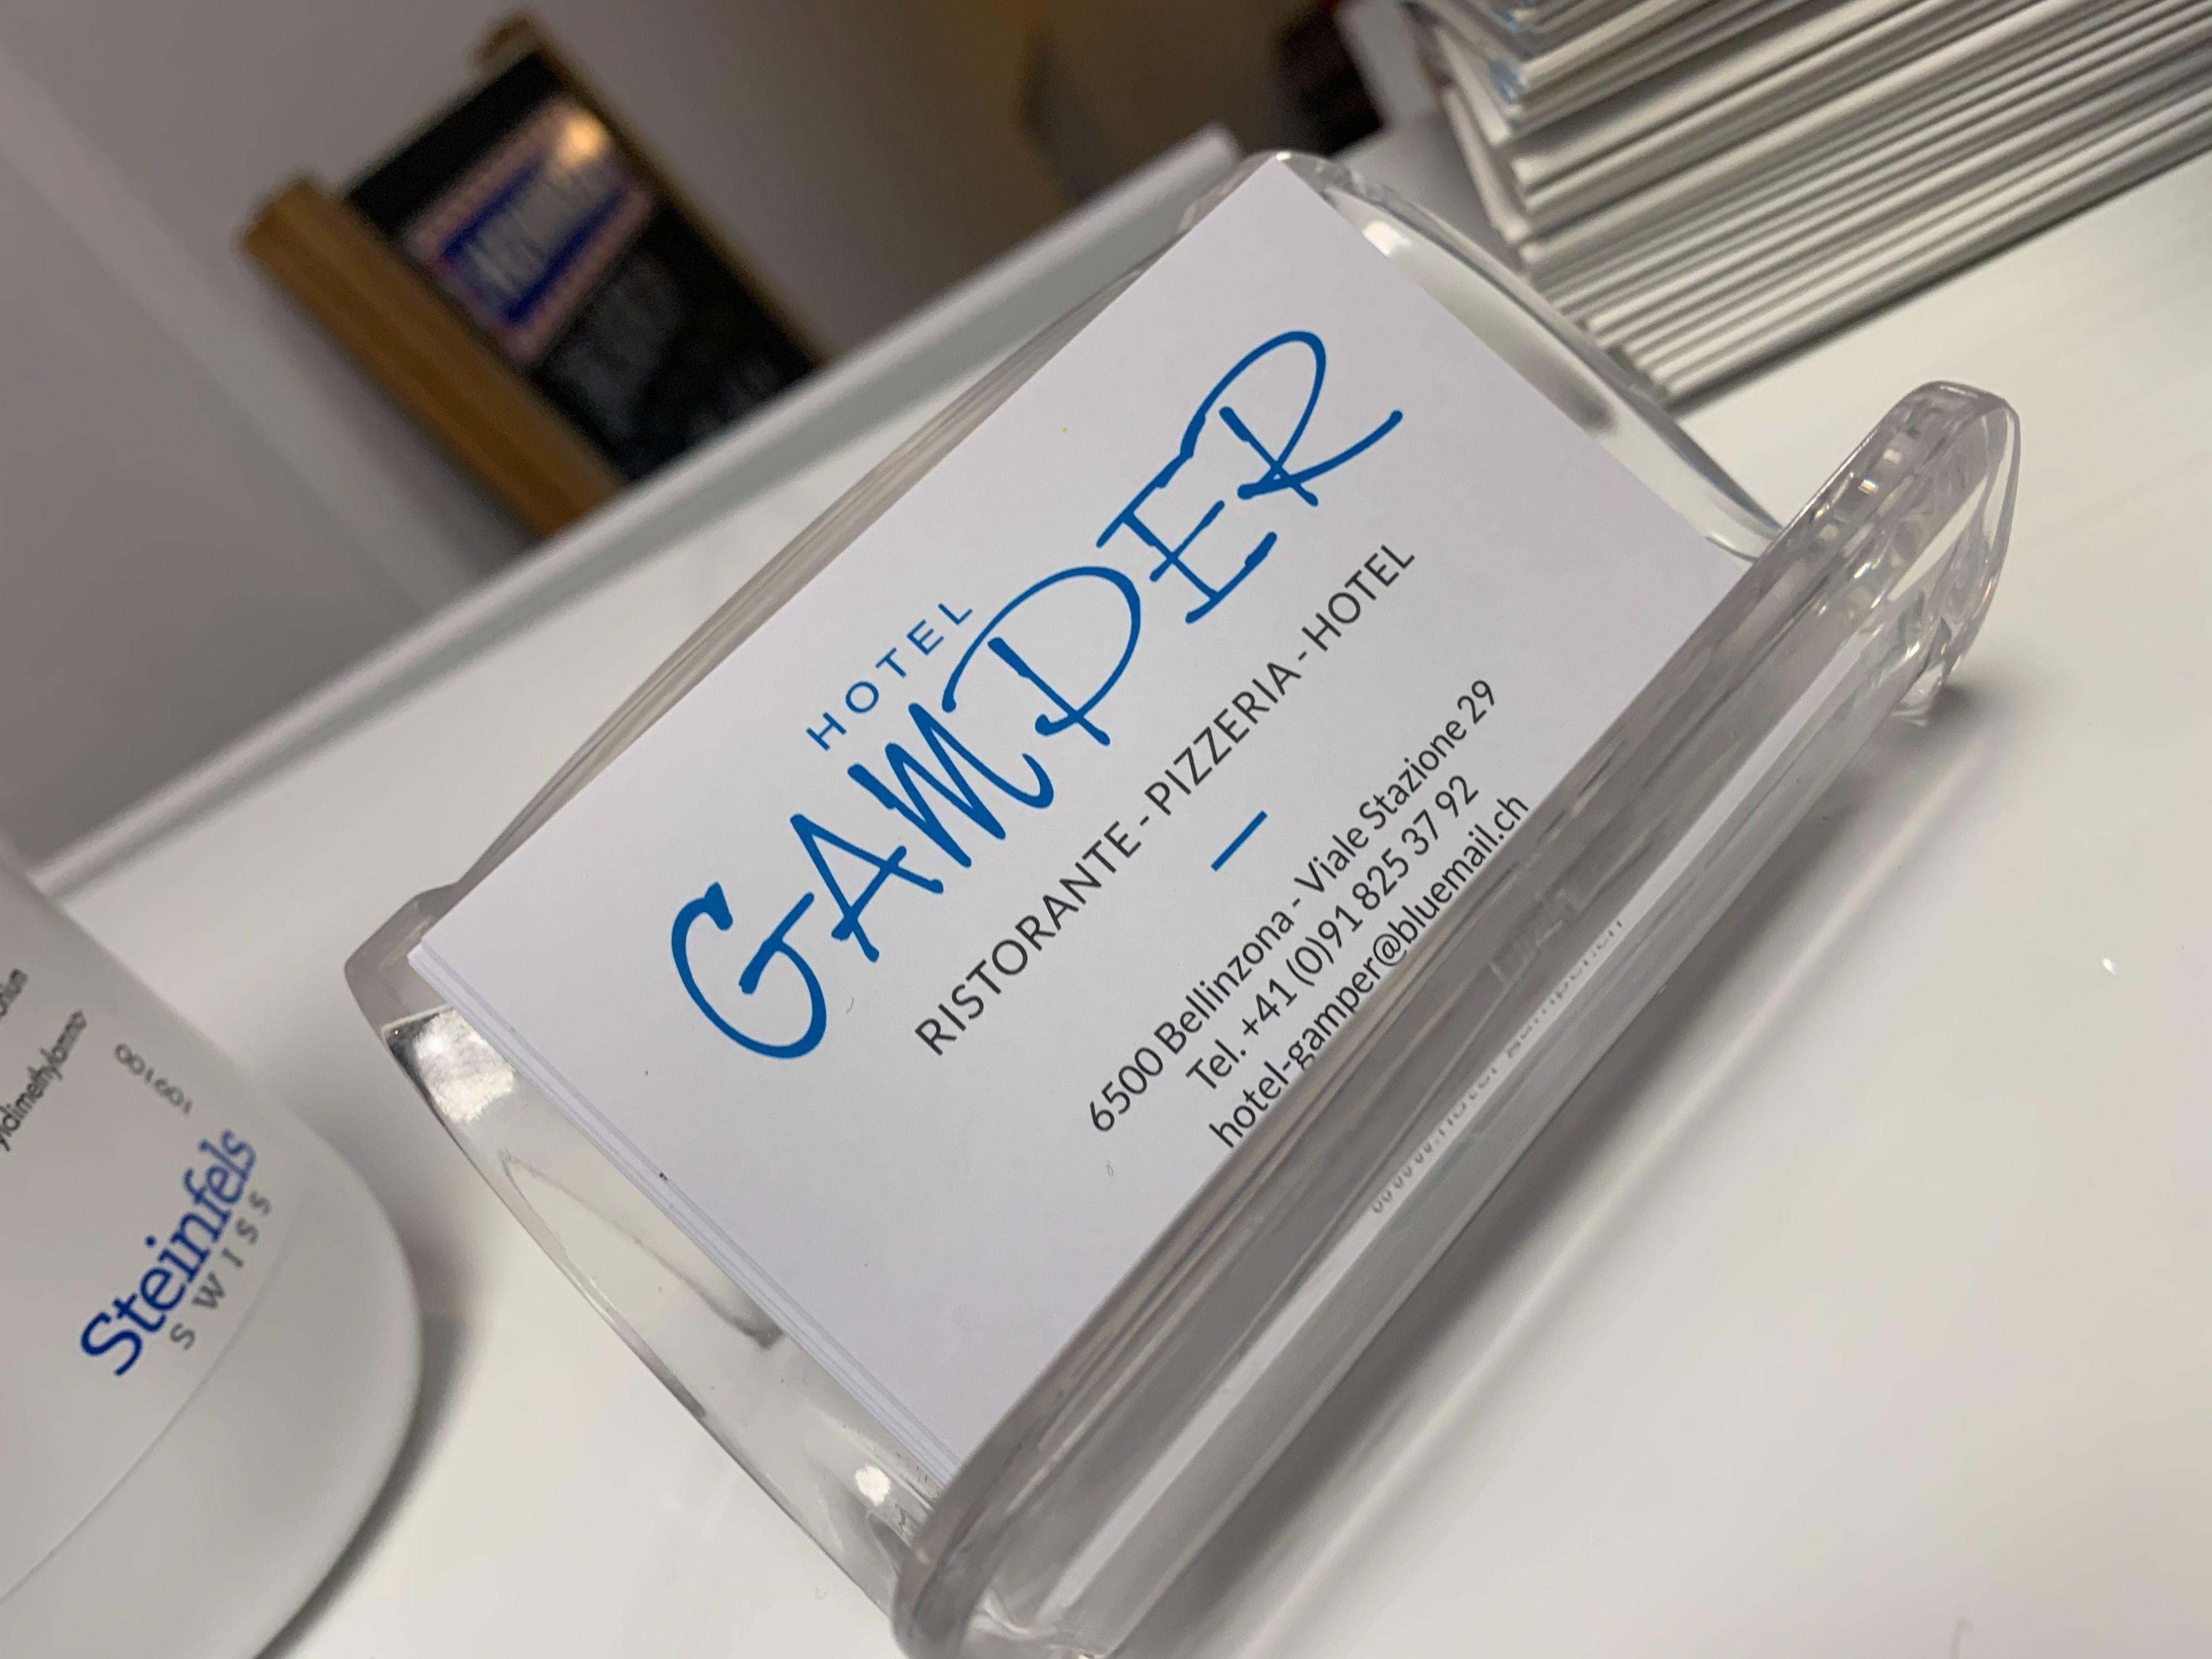 HOTEL
GAMPER
RISTORANTE - PIZZERIA - HOTEL
6500 Bellinzona - Viale Stazione 29
Tel. +41 (0)91 825 37 92
hotel-gamper@bluemail.ch
Steinfels
SWISS